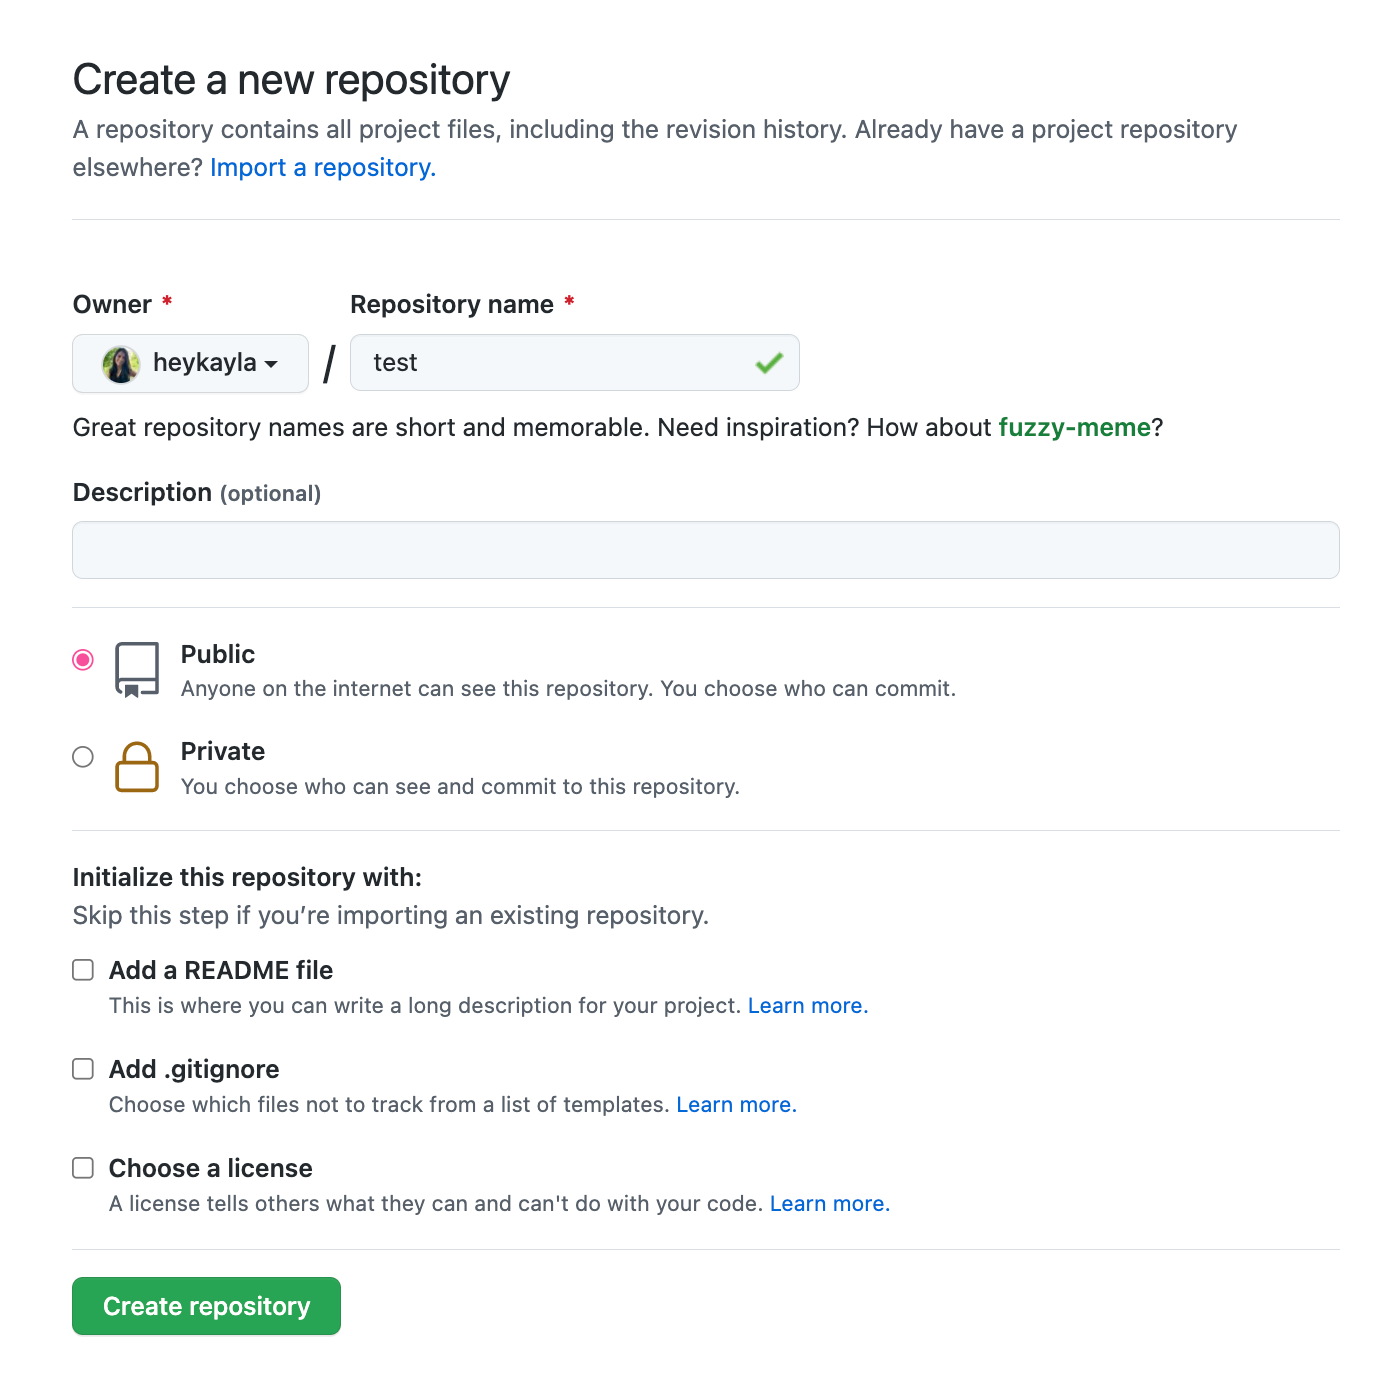 Create a new repository
A repository contains all project files, including the revision history. Already have a project repository
elsewhere? Import a repository.
Owner * Repository name *
heykayla / test
Great repository names are short and memorable. Need inspiration? How about fuzzy-meme?
Description (optional)
Public
Anyone on the internet can see this repository. You choose who can commit.
Private
You choose who can see and commit to this repository.
Initialize this repository with:
Skip this step if you’re importing an existing repository.
Add a README file
This is where you can write a long description for your project. Learn more.
Add .gitignore
Choose which files not to track from a list of templates. Learn more.
Choose a license
A license tells others what they can and can't do with your code. Learn more.
Create repository